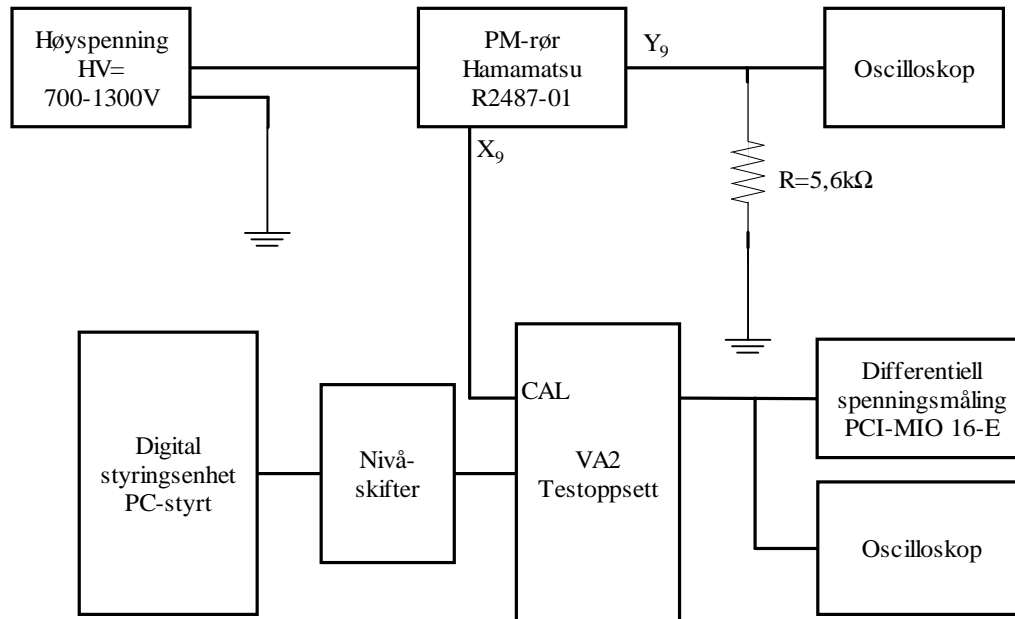 Høyspenning
HV=
700-1300V
PM-rør
Hamamatsu
R2487-01
Y9
Oscilloskop
X9
R=5,6kΩ
Digital
styringsenhet
PC-styrt
Nivå-
skifter
CAL
VA2
Testoppsett
Differentiell
spenningsmåling
PCI-MIO 16-E
Oscilloskop